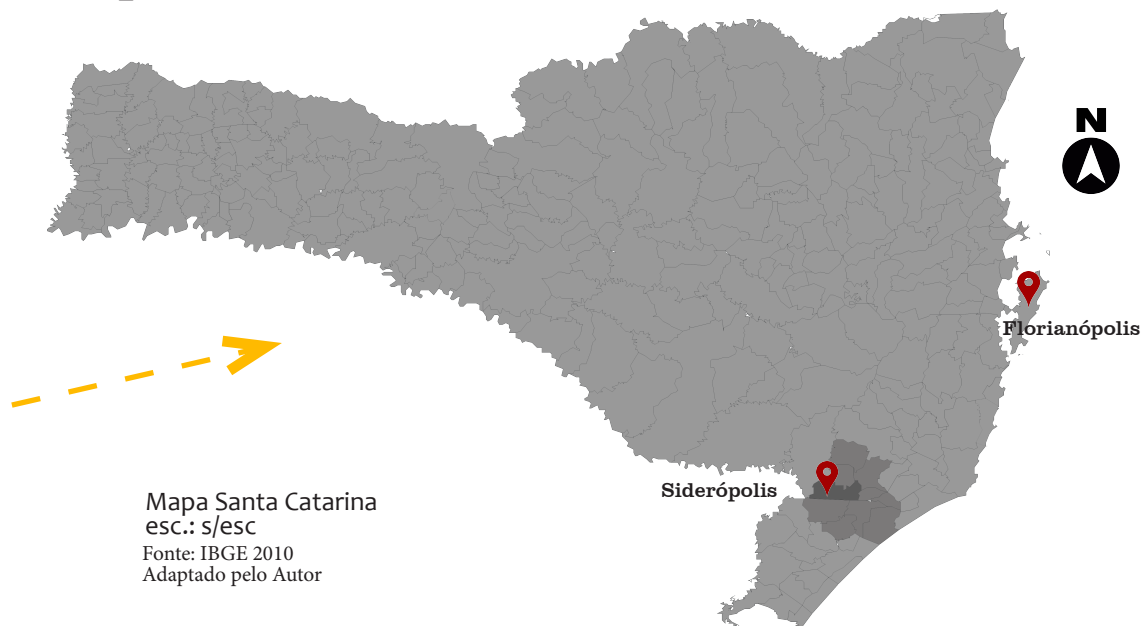 N
Florianópolis
Siderópolis
Mapa Santa Catarina
esc.: s/esc
Fonte: IBGE 2010
Adaptado pelo Autor